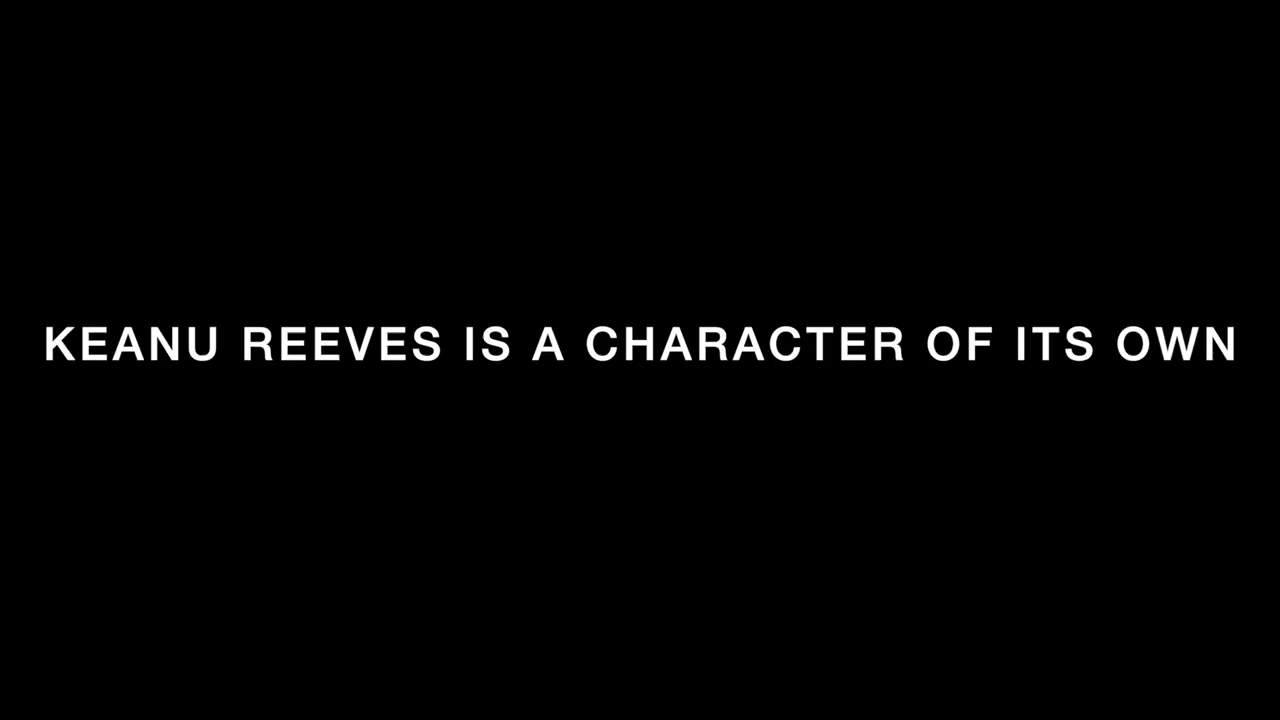 KEANU REEVES IS A CHARACTER OF ITS OWN